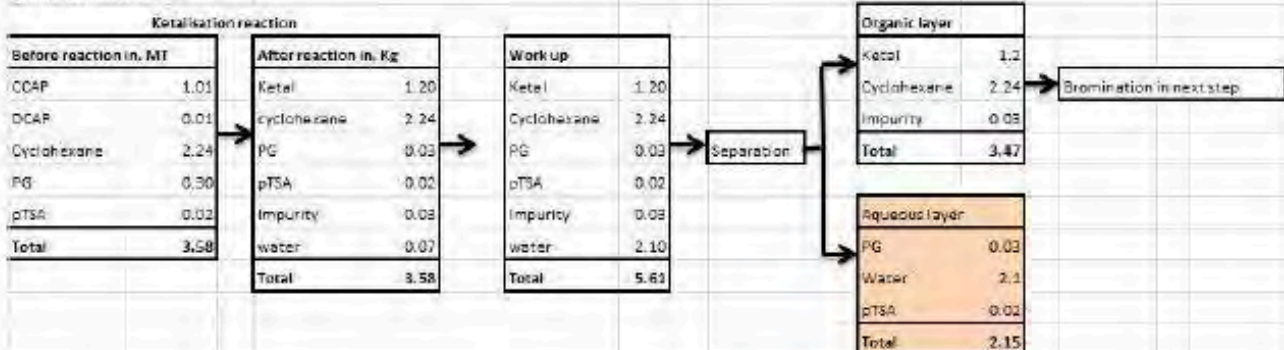 Ketalisation reaction
Before reaction in, MT
CCAP 1.01
DCAP 0.01
Cyclohexane 2.24
PG 0.30
pTSA 0.02
Total 3.58
After reaction in, Kg
Ketal 1.20
cyclohexane 2.24
PG 0.03
pTSA 0.02
Impurity 0.03
water 0.07
Total 3.58
Work up
Ketal 1.20
Cyclohexane 2.24
PG 0.03
pTSA 0.02
Impurity 0.03
water 2.10
Total 5.61
Separation
Organic layer
Ketal 1.2
Cyclohexane 2.24
Impurity 0.03
Total 3.47
Bromination in next step
Aqueous layer
PG 0.03
Water 2.1
pTSA 0.02
Total 2.15